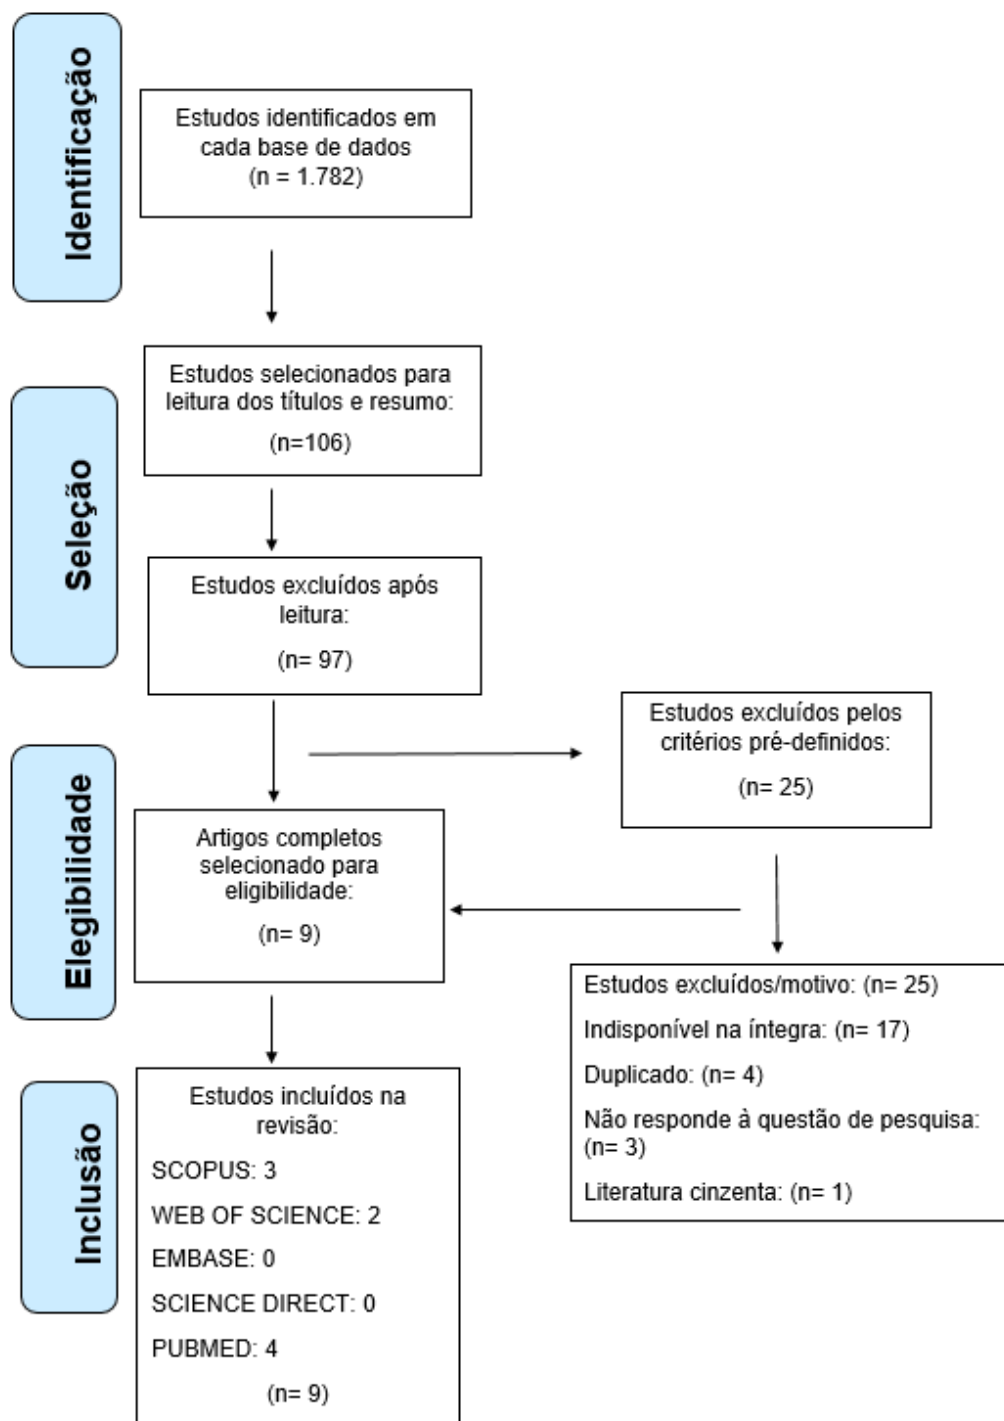 Identificação
Estudos identificados em
cada base de dados
(n = 1.782)
Seleção
Estudos selecionados para
leitura dos títulos e resumo:
(n=106)
Estudos excluídos após
leitura:
(n= 97)
Estudos excluídos pelos
critérios pré-definidos:
(n= 25)
Elegibilidade
Artigos completos
selecionado para
eligibilidade:
(n= 9)
Estudos excluídos/motivo: (n= 25)
Indisponível na íntegra: (n= 17)
Duplicado: (n= 4)
Não responde à questão de pesquisa:
(n= 3)
Literatura cinzenta: (n= 1)
Inclusão
Estudos incluídos na
revisão:
SCOPUS: 3
WEB OF SCIENCE: 2
EMBASE: 0
SCIENCE DIRECT: 0
PUBMED: 4
(n= 9)